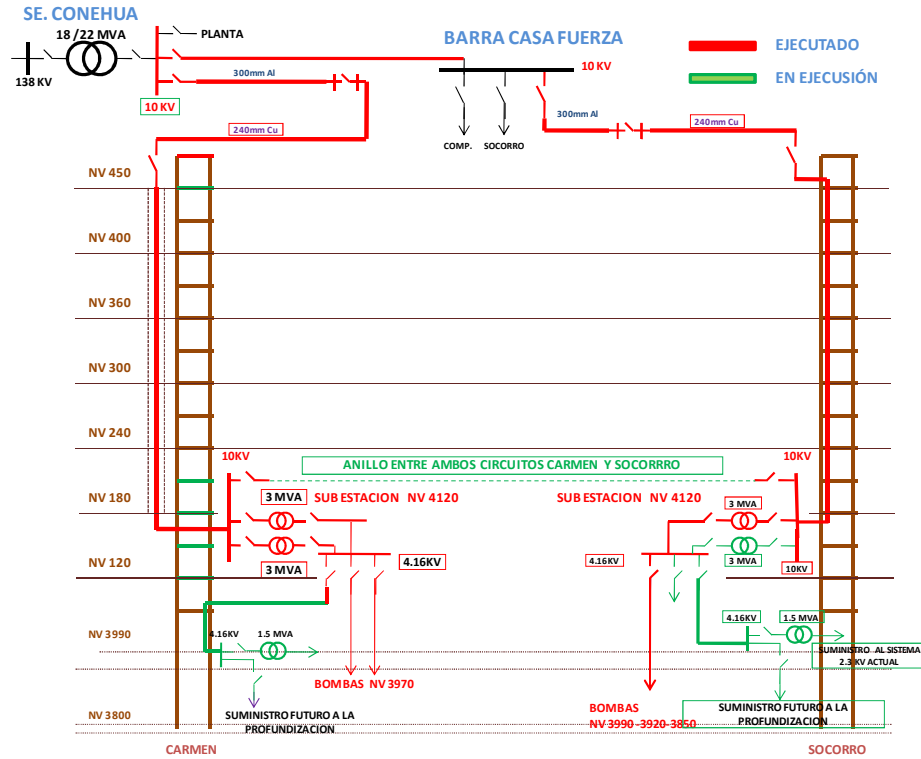 SE. CONEHUA
18 /22 MVA
PLANTA
138 KV
10 KV
300mm Al
240mm Cu
BARRA CASA FUERZA
10 KV
COMP.
SOCORRO
300mm Al
240mm Cu
EJECUTADO
EN EJECUSIÓN
NV 450
NV 400
NV 360
NV 300
NV 240
NV 180
NV 120
NV 3990
NV 3800
10KV
ANILLO ENTRE AMBOS CIRCUITOS CARMEN Y SOCORRRO
10KV
3 MVA
SUB ESTACION NV 4120
3 MVA
4.16KV
SUB ESTACION NV 4120
3 MVA
4.16KV
3 MVA
10KV
4.16KV
1.5 MVA
BOMBAS NV 3970
SUMINISTRO FUTURO A LA
PROFUNDIZACION
4.16KV
1.5 MVA
SUMINISTRO AL SISTEMA
2.3 KV ACTUAL
BOMBAS
NV 3990 -3920-3850
SUMINISTRO FUTURO A LA
PROFUNDIZACION
CARMEN
SOCORRO